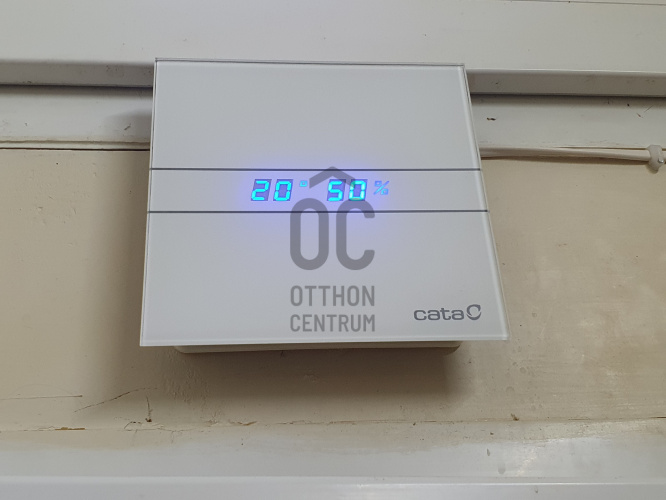 20° 50%
OC
OTTHON
CENTRUM
cata